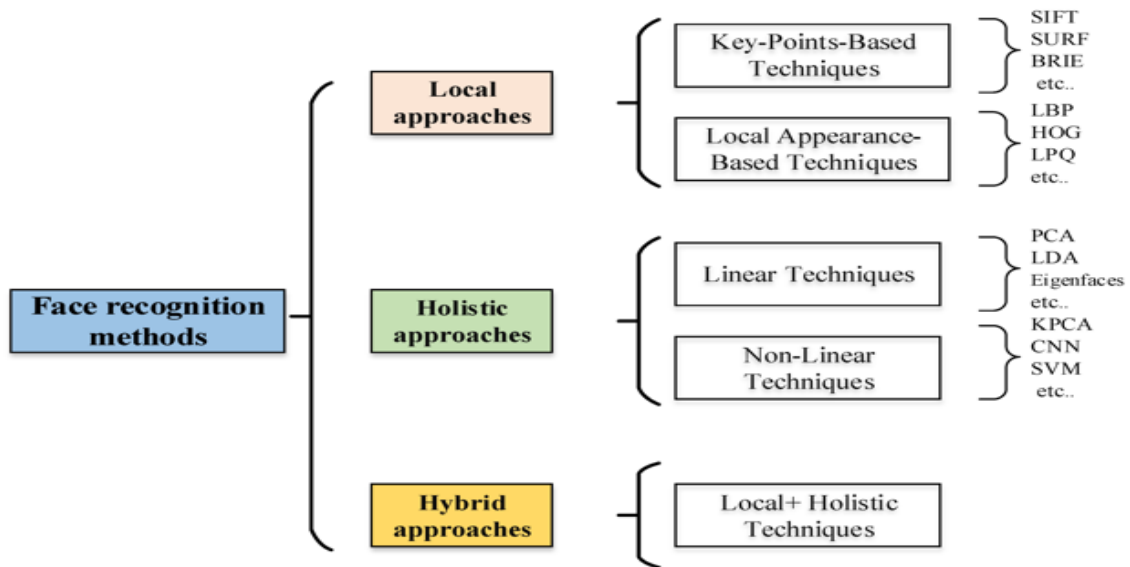 Face recognition
methods
Local
approaches
Key-Points-Based
Techniques
SIFT
SURF
BRIE
etc..
Local Appearance-
Based Techniques
LBP
HOG
LPQ
etc..
Holistic
approaches
Linear Techniques
PCA
LDA
Eigenfaces
etc..
Non-Linear
Techniques
KPCA
CNN
SVM
etc..
Hybrid
approaches
Local+ Holistic
Techniques